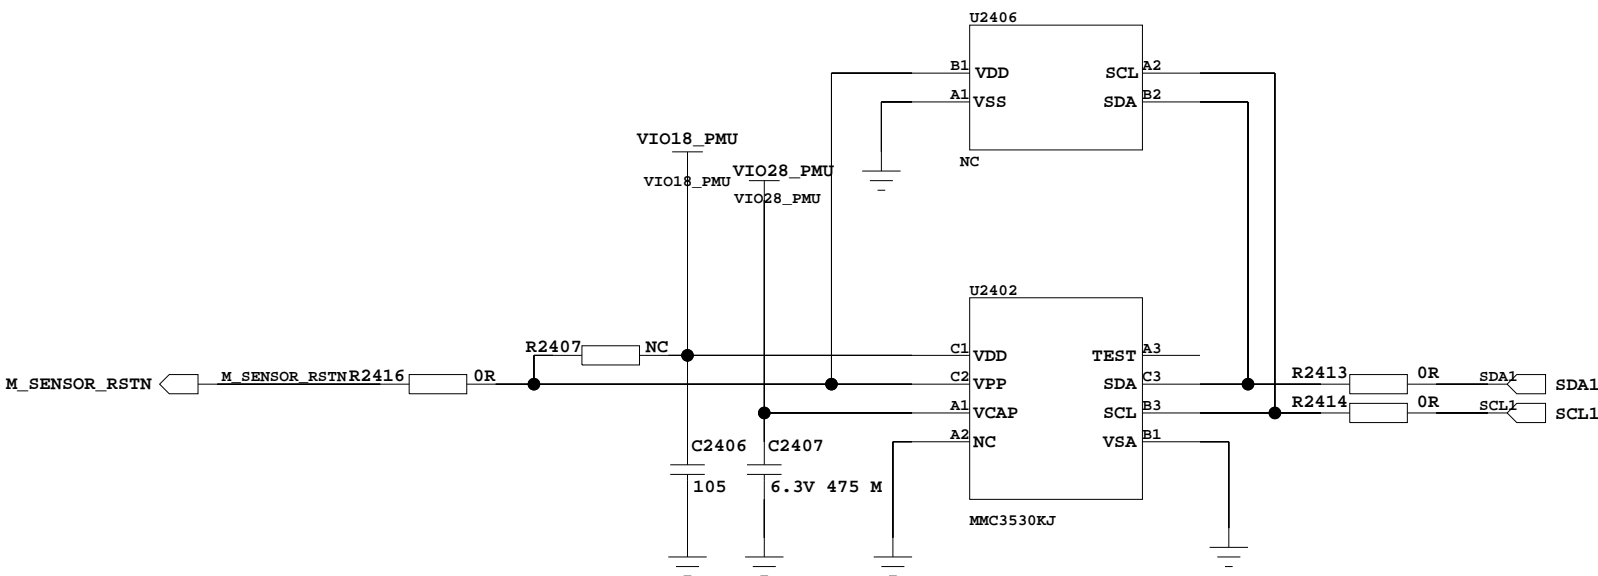 U2406
B1 VDD SCL A2
A1 VSS SDA B2
NC
VIO18_PMU
VIO28_PMU
VIO18_PMU
VIO28_PMU
U2402
R2407 NC C1 VDD TEST A3
M_SENSOR_RSTN M_SENSOR_RSTN R2416 0R C2 VPP SDA C3 R2413 0R SDA1 SDA1
A1 VCAP SCL B3 R2414 0R SCL1 SCL1
A2 NC VSA B1
C2406 C2407
105 6.3V 475 M
MMC3530KJ